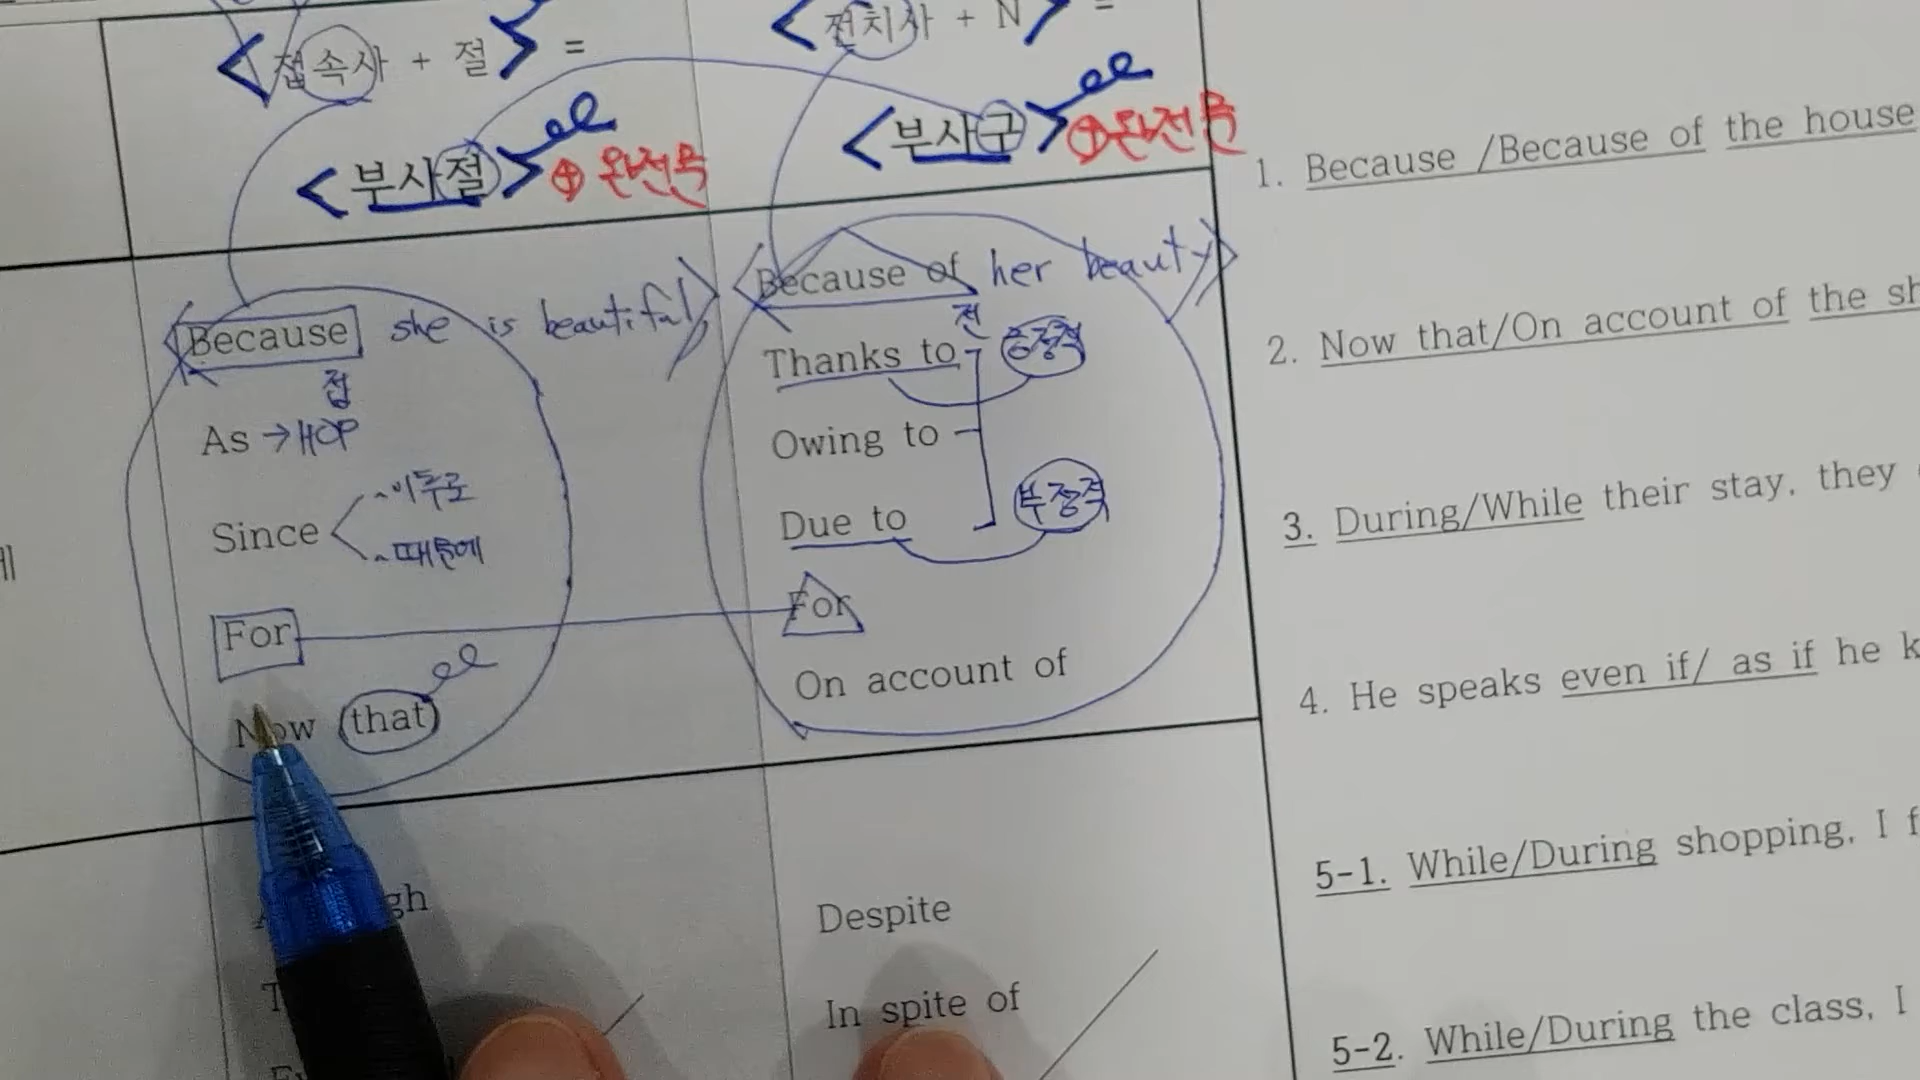 <접속사 + 절> =
<부사절> ⊕ 완전문
<전치사 + N> =
<부사구> ⊕ 완전문
Because she is beautiful,
접
As → HOP
Since
~이후로
~때문에
For
Now that
Because of her beauty
전
Thanks to 긍정적
Owing to
Due to 부정적
For
On account of
gh
Despite
In spite of
1. Because /Because of the house
2. Now that/On account of the sh
3. During/While their stay, they
4. He speaks even if/ as if he k
5-1. While/During shopping, I f
5-2. While/During the class, I